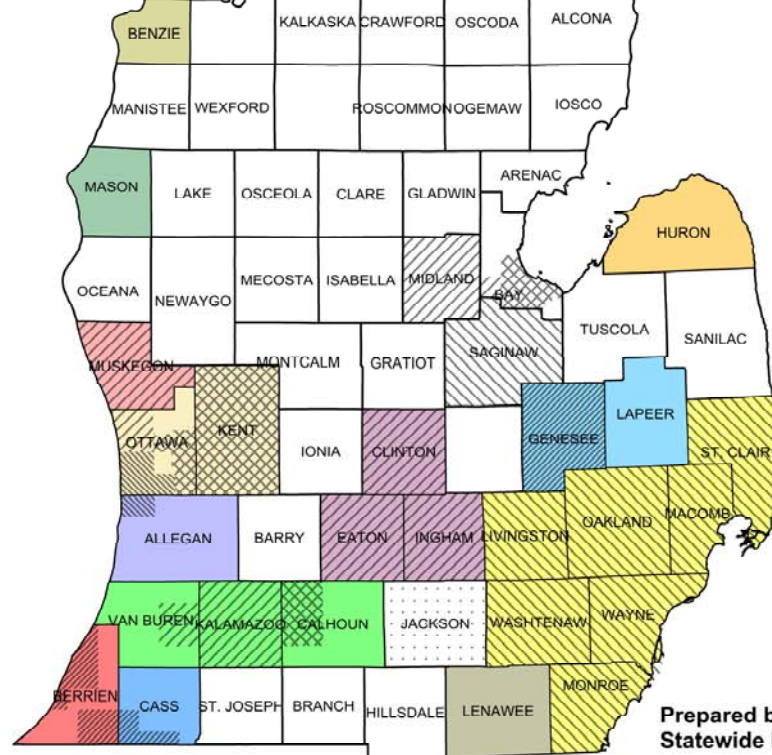 BENZIE
KALKASKA
CRAWFORD
OSCODA
ALCONA
MANISTEE
WEXFORD
ROSCOMMON
OGEMAW
IOSCO
MASON
LAKE
OSCEOLA
CLARE
GLADWIN
ARENAC
HURON
OCEANA
NEWAYGO
MECOSTA
ISABELLA
MIDLAND
BAY
TUSCOLA
SANILAC
MUSKEGON
MONTCALM
GRATIOT
SAGINAW
OTTAWA
KENT
IONIA
CLINTON
GENESEE
LAPEER
ST. CLAIR
ALLEGAN
BARRY
EATON
INGHAM
LIVINGSTON
OAKLAND
MACOMB
VAN BUREN
KALAMAZOO
CALHOUN
JACKSON
WASHTENAW
WAYNE
BERRIEN
CASS
ST. JOSEPH
BRANCH
HILLSDALE
LENAWEE
MONROE
Prepared b
Statewide